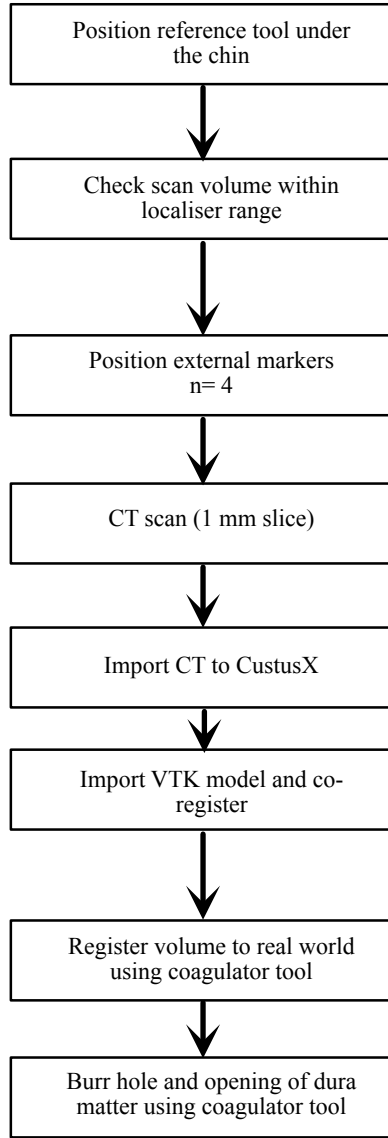 Position reference tool under
the chin
Check scan volume within
localiser range
Position external markers
n= 4
CT scan (1 mm slice)
Import CT to CustusX
Import VTK model and co-
register
Register volume to real world
using coagulator tool
Burr hole and opening of dura
matter using coagulator tool